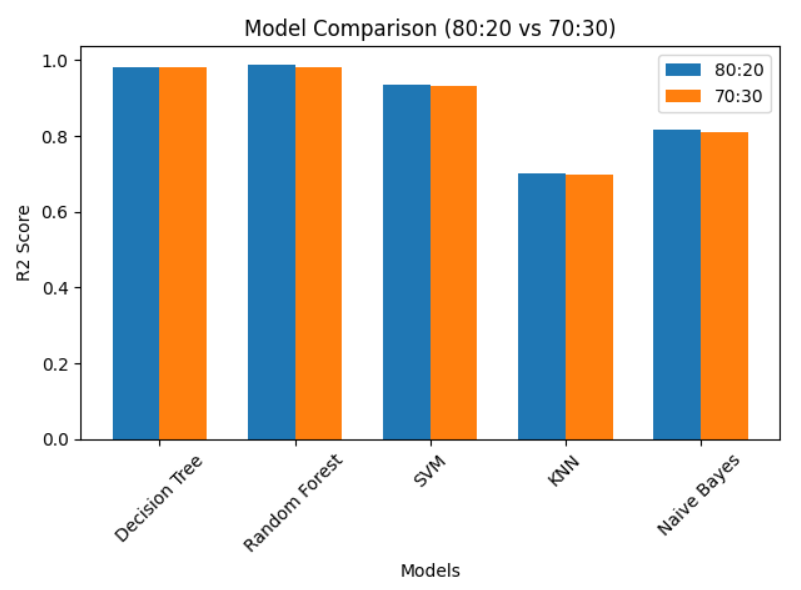 Model Comparison (80:20 vs 70:30)
1.0
0.8
0.6
0.4
0.2
0.0
R2 Score
80:20
70:30
Decision Tree
Random Forest
SVM
KNN
Naive Bayes
Models